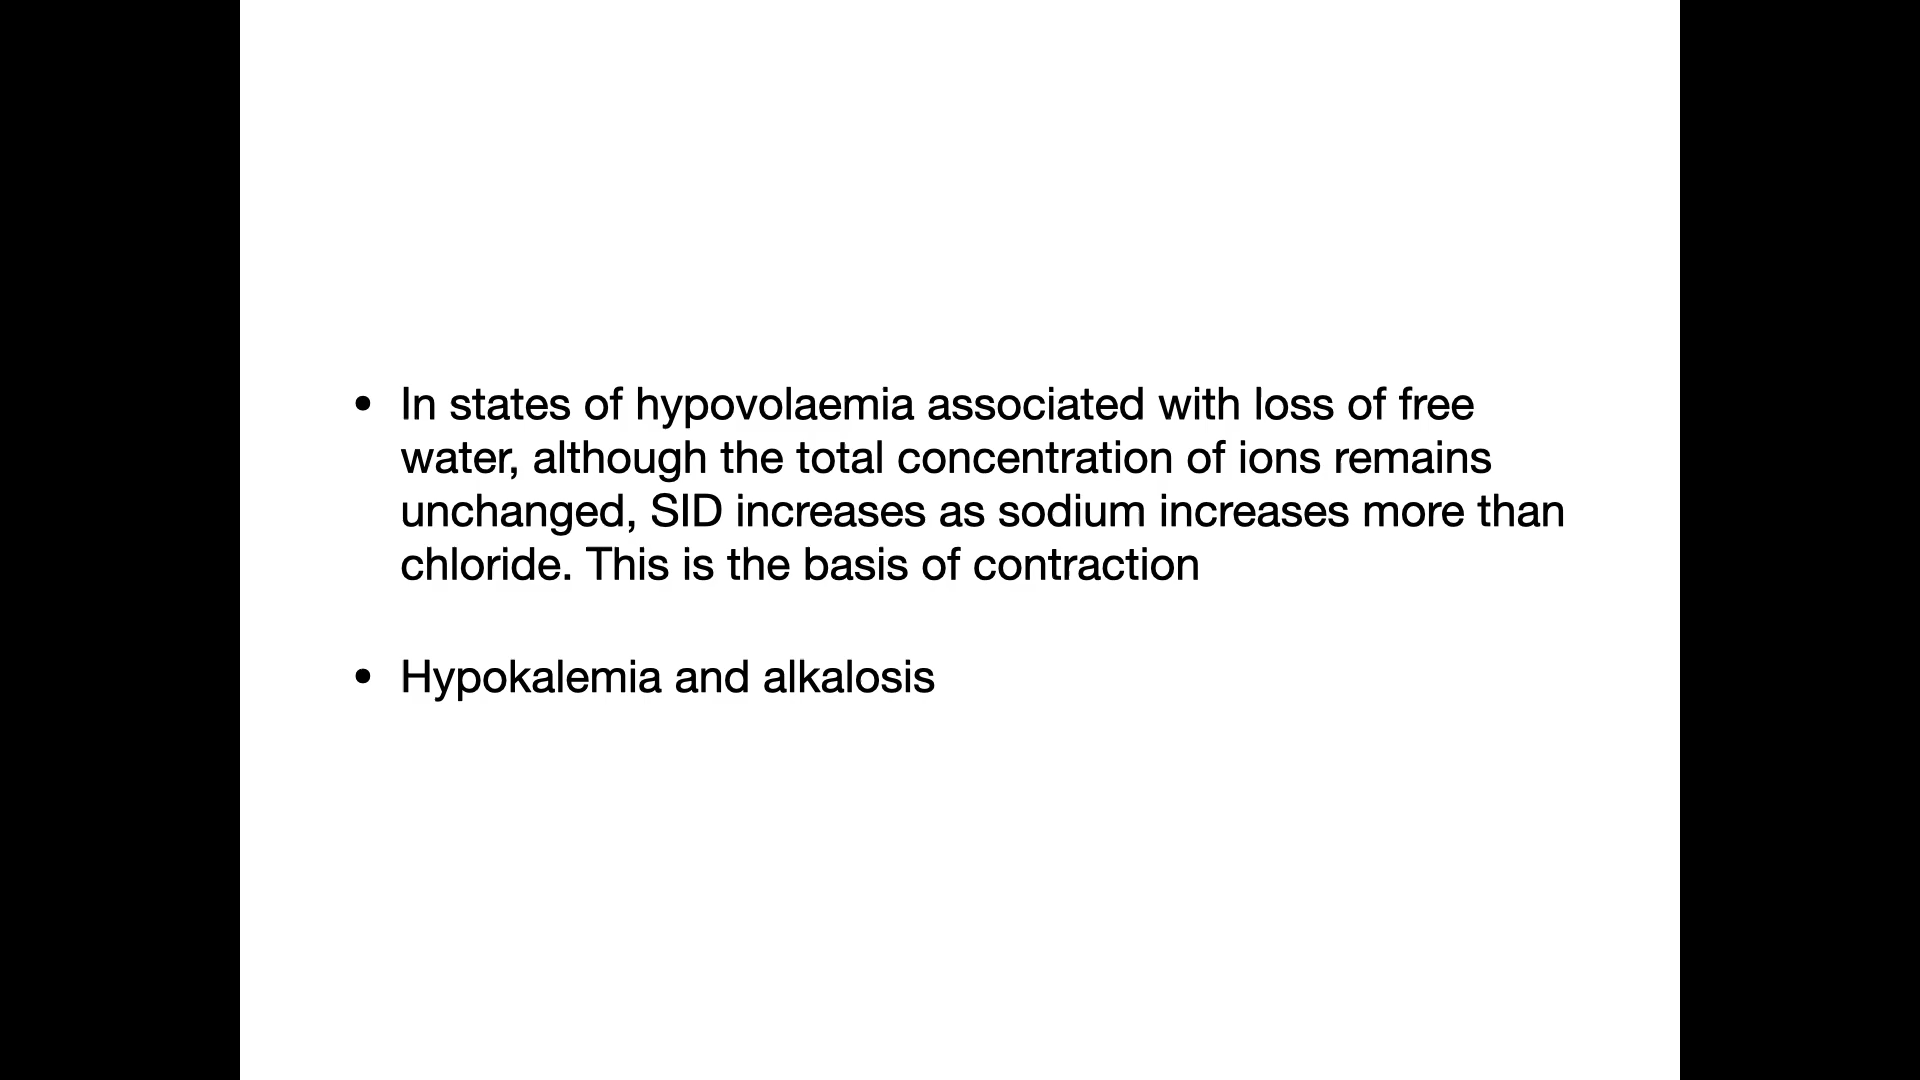 • In states of hypovolaemia associated with loss of free
water, although the total concentration of ions remains
unchanged, SID increases as sodium increases more than
chloride. This is the basis of contraction
• Hypokalemia and alkalosis